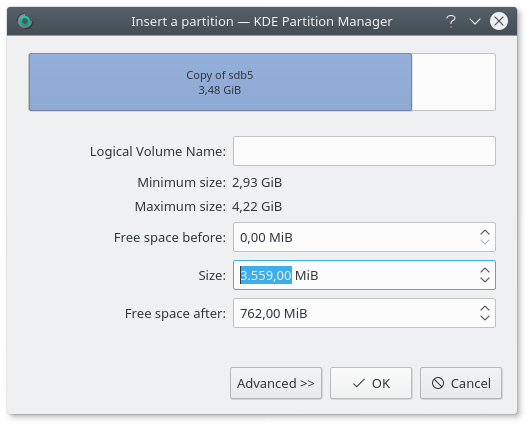 Insert a partition — KDE Partition Manager
Copy of sdb5
3,48 GiB
Logical Volume Name:
Minimum size: 2,93 GiB
Maximum size: 4,22 GiB
Free space before: 0,00 MiB
Size: 3.559,00 MiB
Free space after: 762,00 MiB
Advanced >> OK Cancel